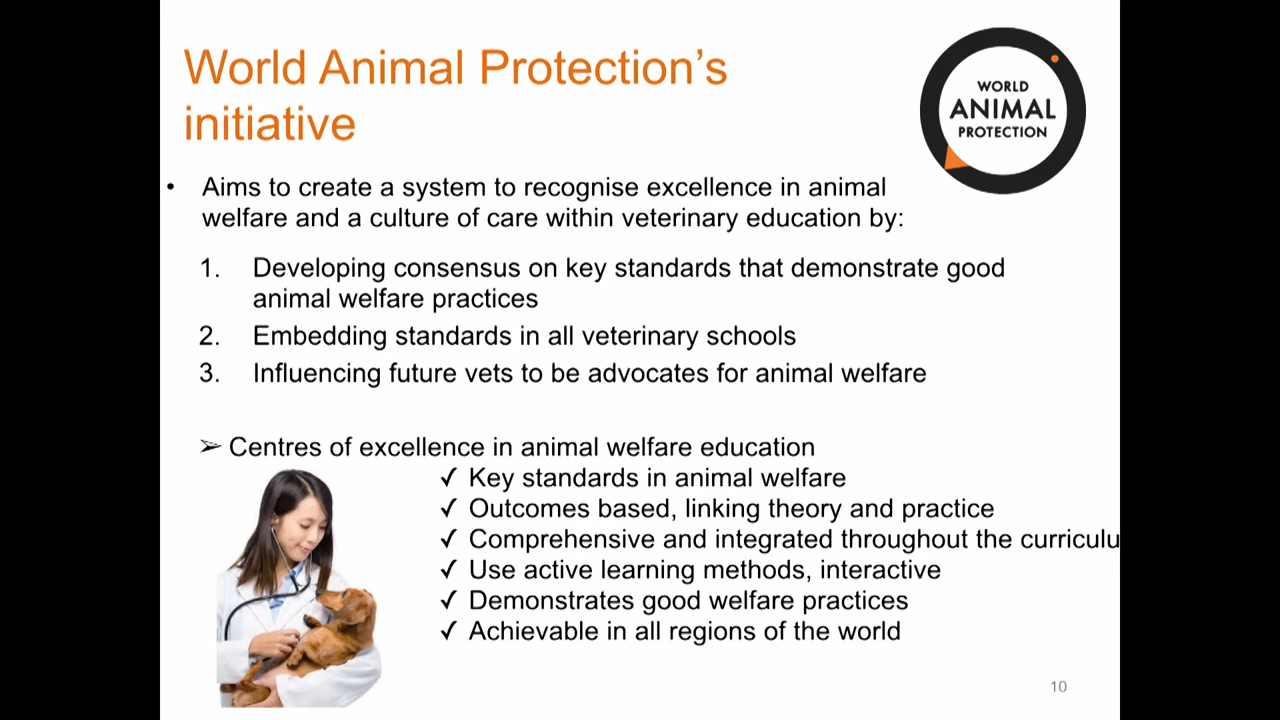 World Animal Protection's
initiative
WORLD
ANIMAL
PROTECTION
• Aims to create a system to recognise excellence in animal
welfare and a culture of care within veterinary education by:
1. Developing consensus on key standards that demonstrate good
animal welfare practices
2. Embedding standards in all veterinary schools
3. Influencing future vets to be advocates for animal welfare
➢ Centres of excellence in animal welfare education
✓ Key standards in animal welfare
✓ Outcomes based, linking theory and practice
✓ Comprehensive and integrated throughout the curriculu
✓ Use active learning methods, interactive
✓ Demonstrates good welfare practices
✓ Achievable in all regions of the world
10